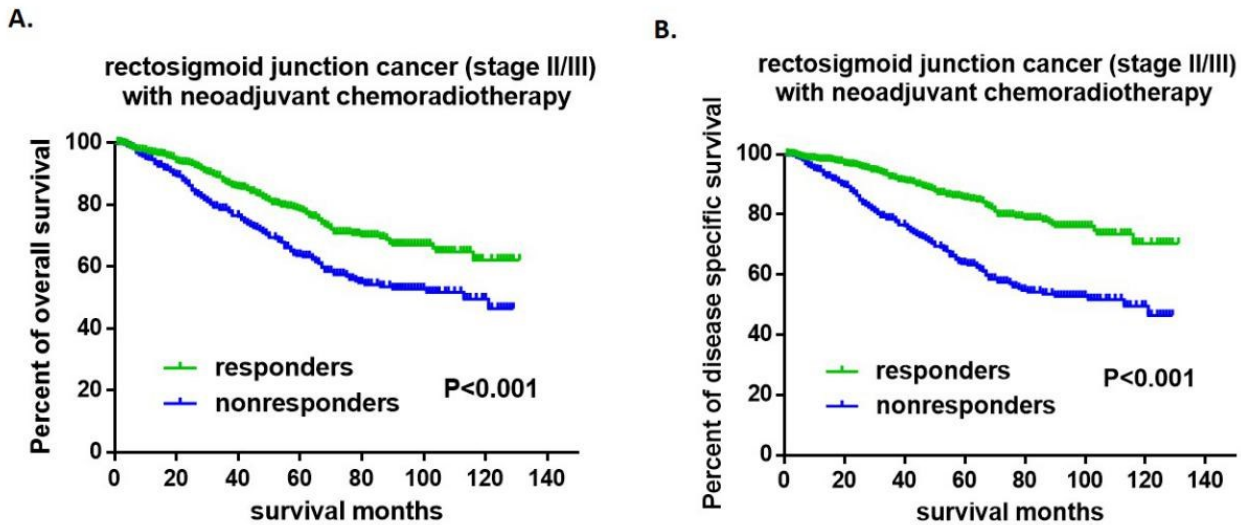 A.
rectosigmoid junction cancer (stage II/III)
with neoadjuvant chemoradiotherapy
Percent of overall survival
100
80
60
40
20
0
responders
nonresponders
P<0.001
0 20 40 60 80 100 120 140
survival months
B.
rectosigmoid junction cancer (stage II/III)
with neoadjuvant chemoradiotherapy
Percent of disease specific survival
100
80
60
40
20
0
responders
nonresponders
P<0.001
0 20 40 60 80 100 120 140
survival months